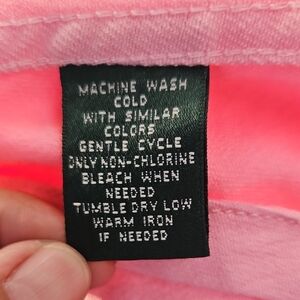 MACHINE WASH
COLD
WITH SIMILAR
COLORS
GENTLE CYCLE
ONLY NON-CHLORINE
BLEACH WHEN
NEEDED
TUMBLE DRY LOW
WARM IRON
IF NEEDED